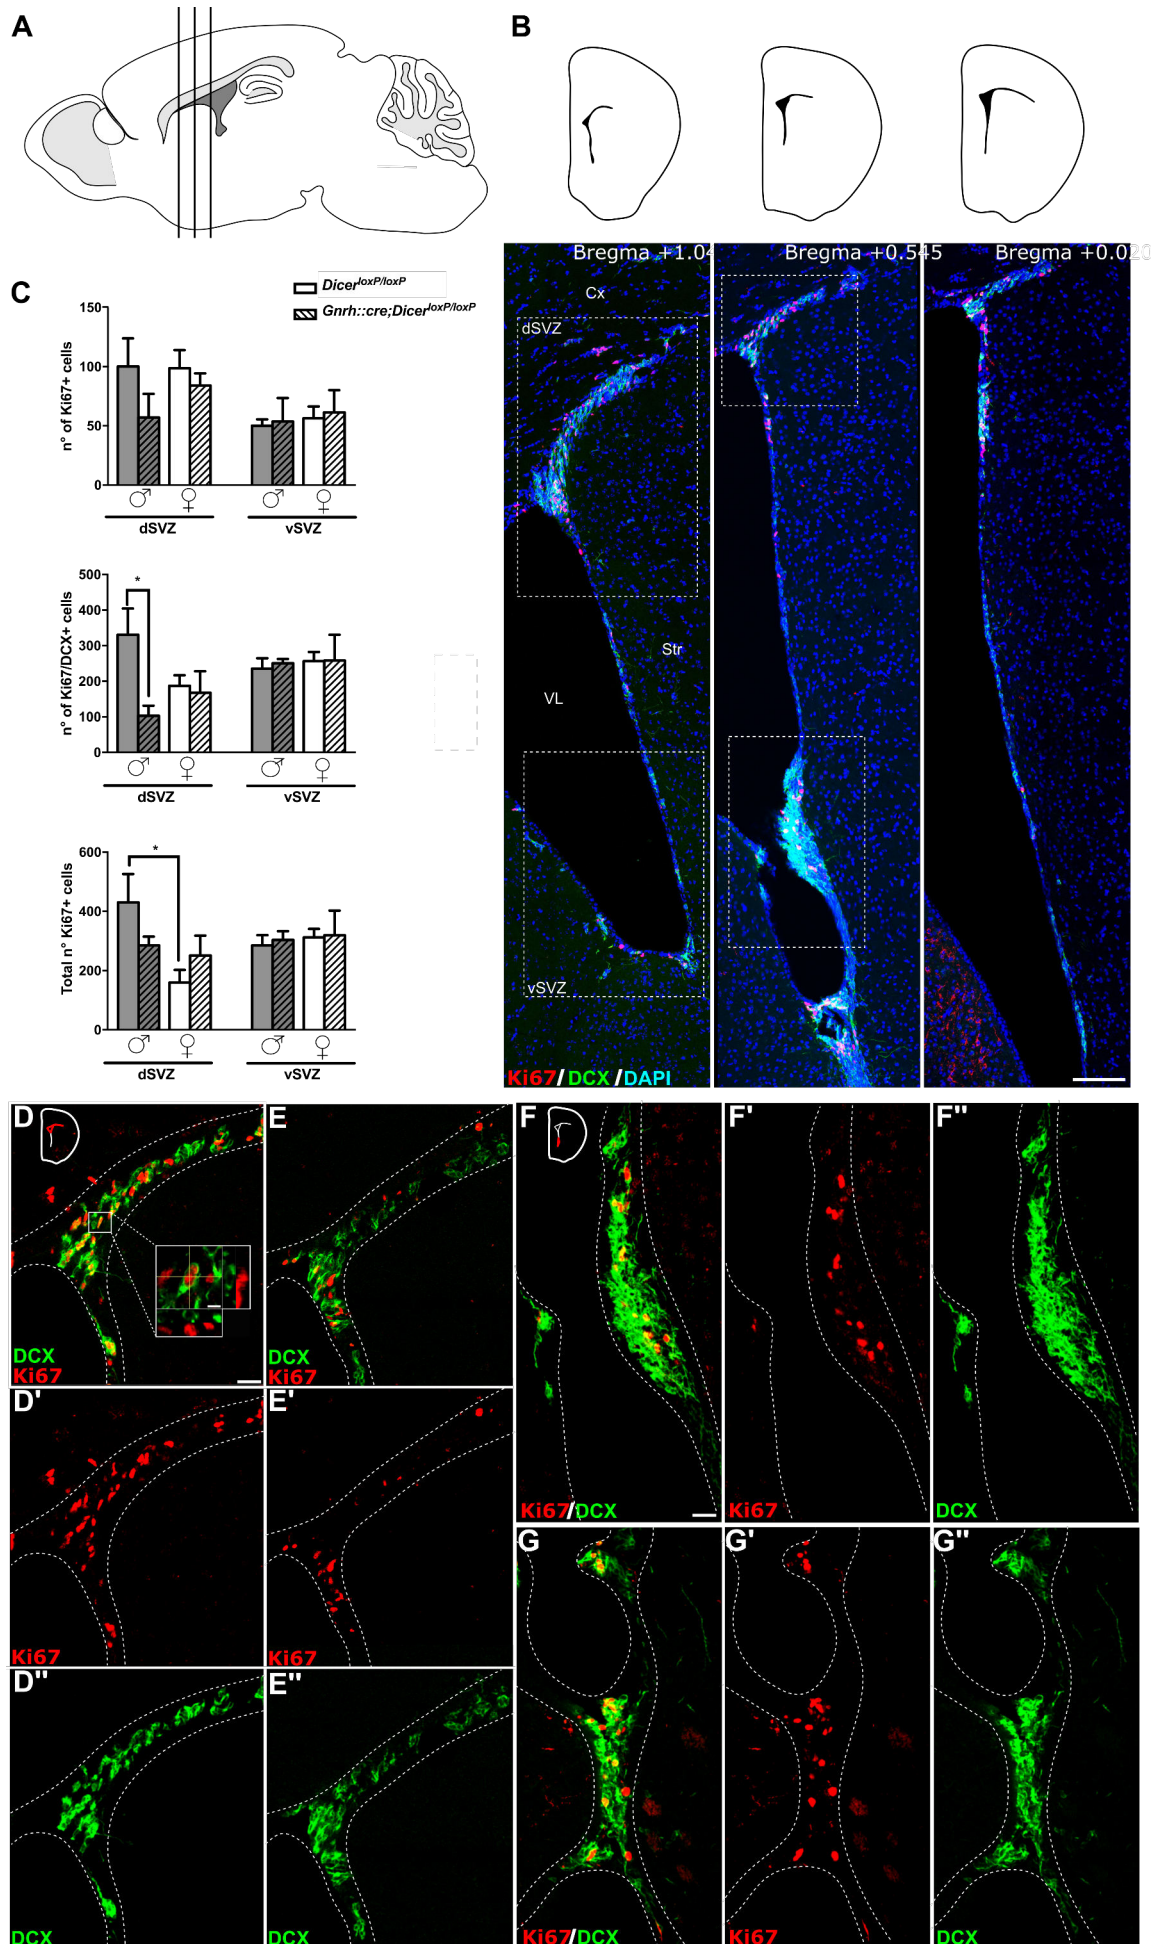 A
B
Bregma +1.04
Bregma +0.545
Bregma +0.020
Cx
dSVZ
Str
VL
vSVZ
Ki67/DCX/DAPI
C
Dicer loxP/loxP
Gnrh::cre;Dicer loxP/loxP
150
100
50
0
n° of Ki67+ cells
♂ ♀ ♂ ♀
dSVZ vSVZ
500
400
300
200
100
0
n° of Ki67/DCX+ cells
*
♂ ♀ ♂ ♀
dSVZ vSVZ
600
400
200
0
Total n° Ki67+ cells
*
♂ ♀ ♂ ♀
dSVZ vSVZ
D
DCX
Ki67
E
F
Ki67/DCX
F'
Ki67
F"
DCX
D'
Ki67
E'
D"
DCX
E"
DCX
G
Ki67/DCX
G'
Ki67
G"
DCX